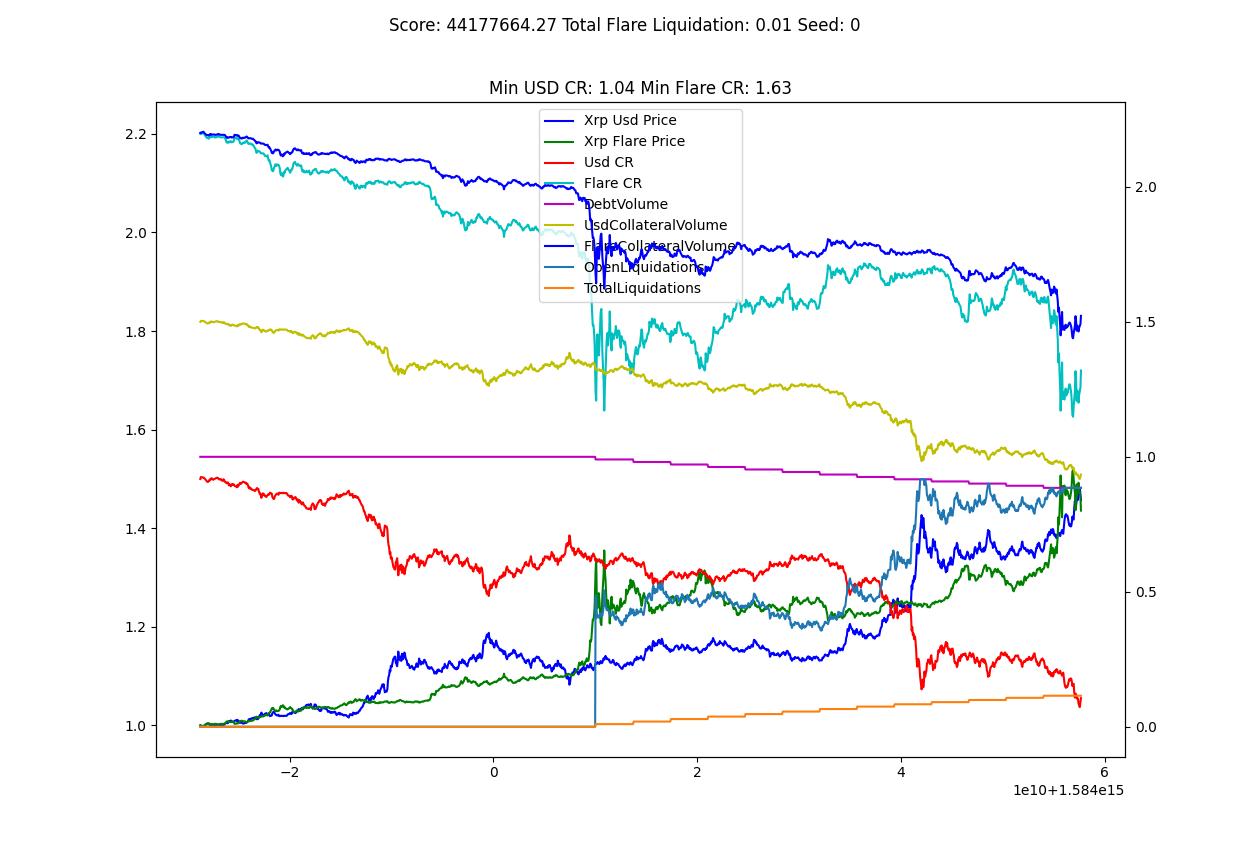 Score: 44177664.27 Total Flare Liquidation: 0.01 Seed: 0
Min USD CR: 1.04 Min Flare CR: 1.63
Xrp Usd Price
Xrp Flare Price
Usd CR
Flare CR
DebtVolume
UsdCollateralVolume
FlareCollateralVolume
OpenLiquidations
TotalLiquidations
2.2
2.0
1.8
1.6
1.4
1.2
1.0
2.0
1.5
1.0
0.5
0.0
−2 0 2 4 6
1e10+1.584e15